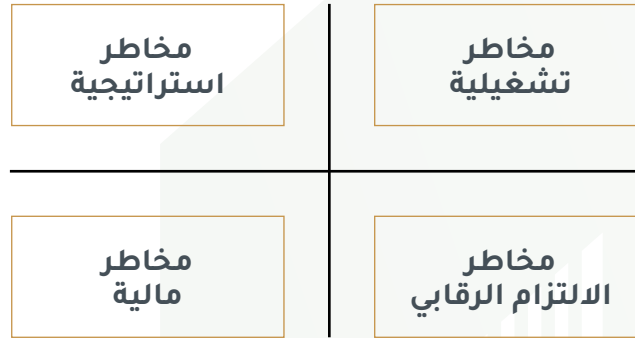 مخاطر
تشغيلية
مخاطر
استراتيجية
مخاطر
الالتزام الرقابي
مخاطر
مالية